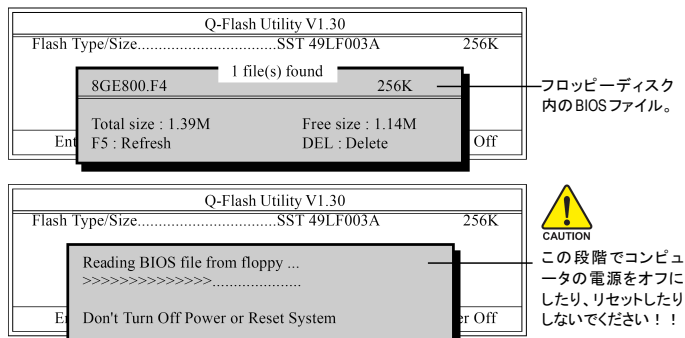 Q-Flash Utility V1.30
Flash Type/Size.................................SST 49LF003A 256K
1 file(s) found
8GE800.F4 256K
Total size : 1.39M Free size : 1.14M
F5 : Refresh DEL : Delete
Ent Off
フロッピーディスク
内のBIOSファイル。
Q-Flash Utility V1.30
Flash Type/Size.................................SST 49LF003A 256K
Reading BIOS file from floppy ...
>>>>>>>>>>>>>>.....................
Don't Turn Off Power or Reset System
En er Off
CAUTION
この段階でコンピュ
ータの電源をオフに
したり、リセットしたり
しないでください！！